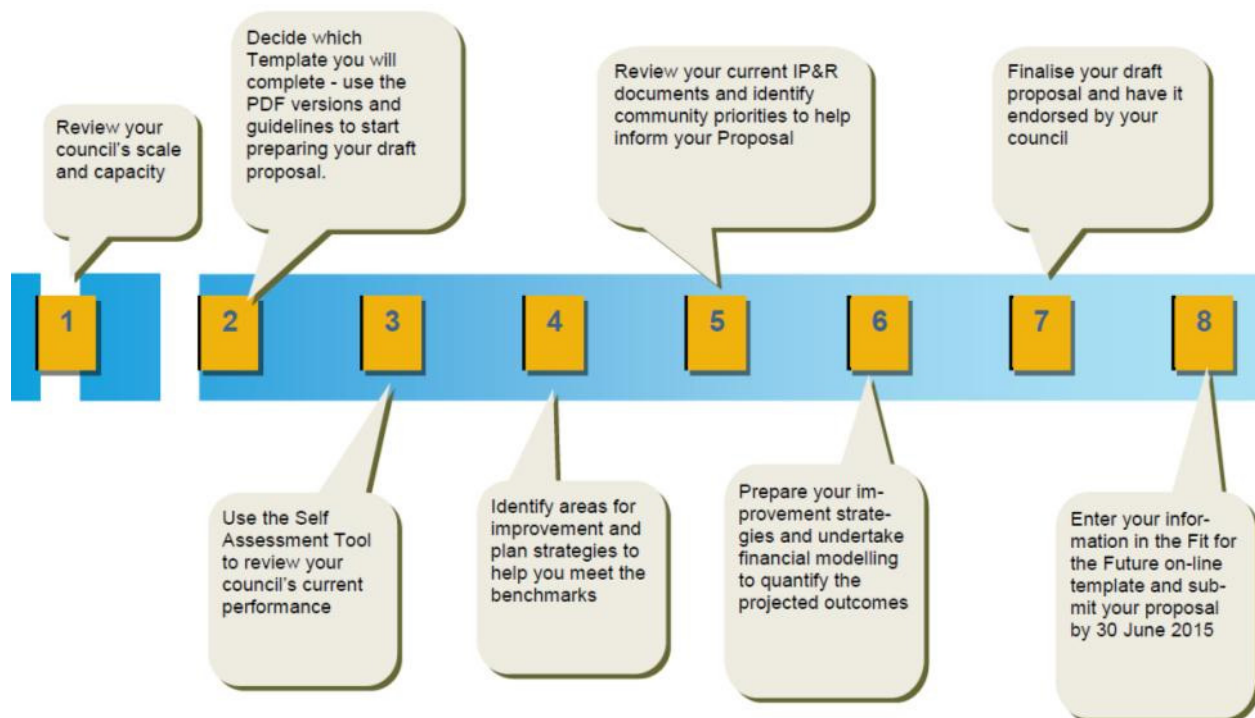 Review your
council's scale
and capacity
Decide which
Template you will
complete - use the
PDF versions and
guidelines to start
preparing your draft
proposal.
Review your current IP&R
documents and identify
community priorities to help
inform your Proposal
Finalise your draft
proposal and have it
endorsed by your
council
1
2
3
4
5
6
7
8
Use the Self
Assessment Tool
to review your
council's current
performance
Identify areas for
improvement and
plan strategies to
help you meet the
benchmarks
Prepare your im-
provement strate-
gies and undertake
financial modelling
to quantify the
projected outcomes
Enter your infor-
mation in the Fit for
the Future on-line
template and sub-
mit your proposal
by 30 June 2015